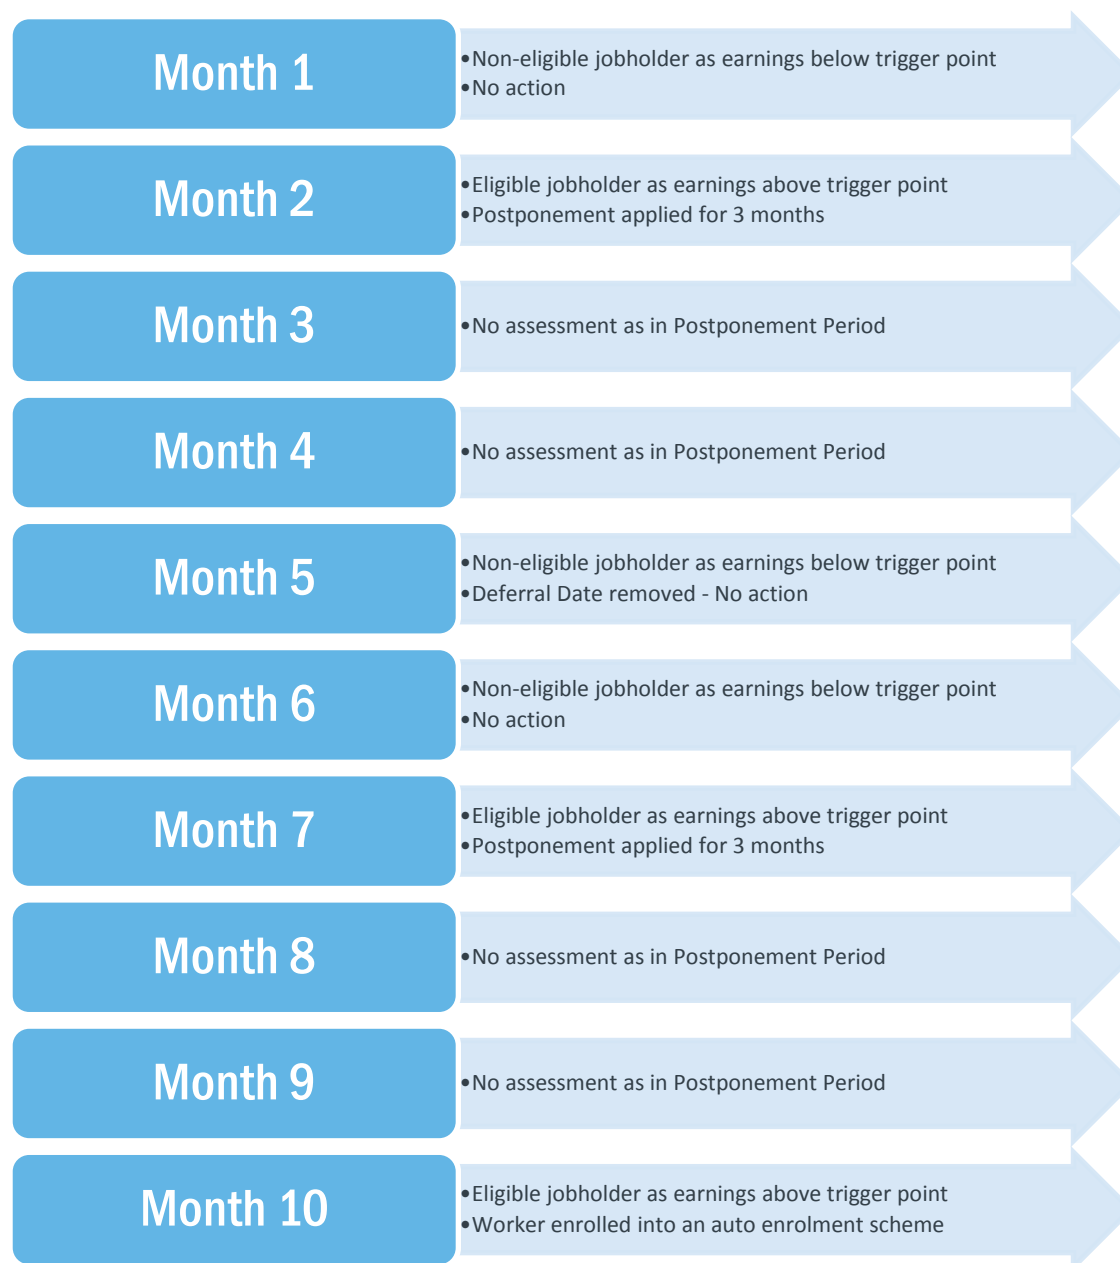 Month 1
•Non-eligible jobholder as earnings below trigger point
•No action
Month 2
•Eligible jobholder as earnings above trigger point
•Postponement applied for 3 months
Month 3
•No assessment as in Postponement Period
Month 4
•No assessment as in Postponement Period
Month 5
•Non-eligible jobholder as earnings below trigger point
•Deferral Date removed - No action
Month 6
•Non-eligible jobholder as earnings below trigger point
•No action
Month 7
•Eligible jobholder as earnings above trigger point
•Postponement applied for 3 months
Month 8
•No assessment as in Postponement Period
Month 9
•No assessment as in Postponement Period
Month 10
•Eligible jobholder as earnings above trigger point
•Worker enrolled into an auto enrolment scheme